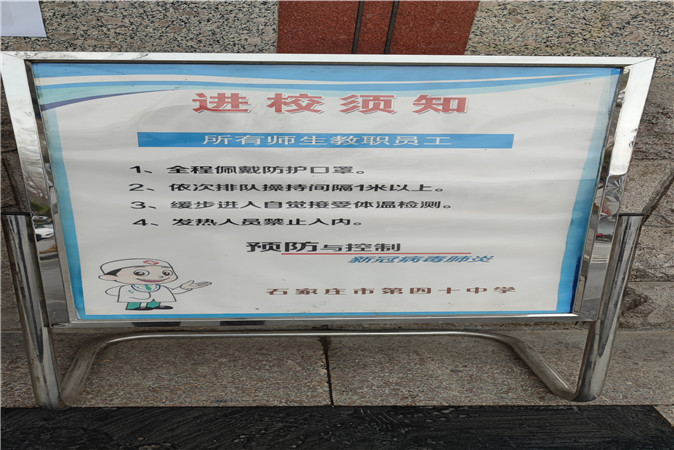 进校须知
所有师生教职员工
1、全程佩戴防护口罩。
2、依次排队操持间隔1米以上。
3、缓步进入自觉接受体温检测。
4、发热人员禁止入内。
预防与控制
新冠病毒肺炎
石家庄市第四十中学